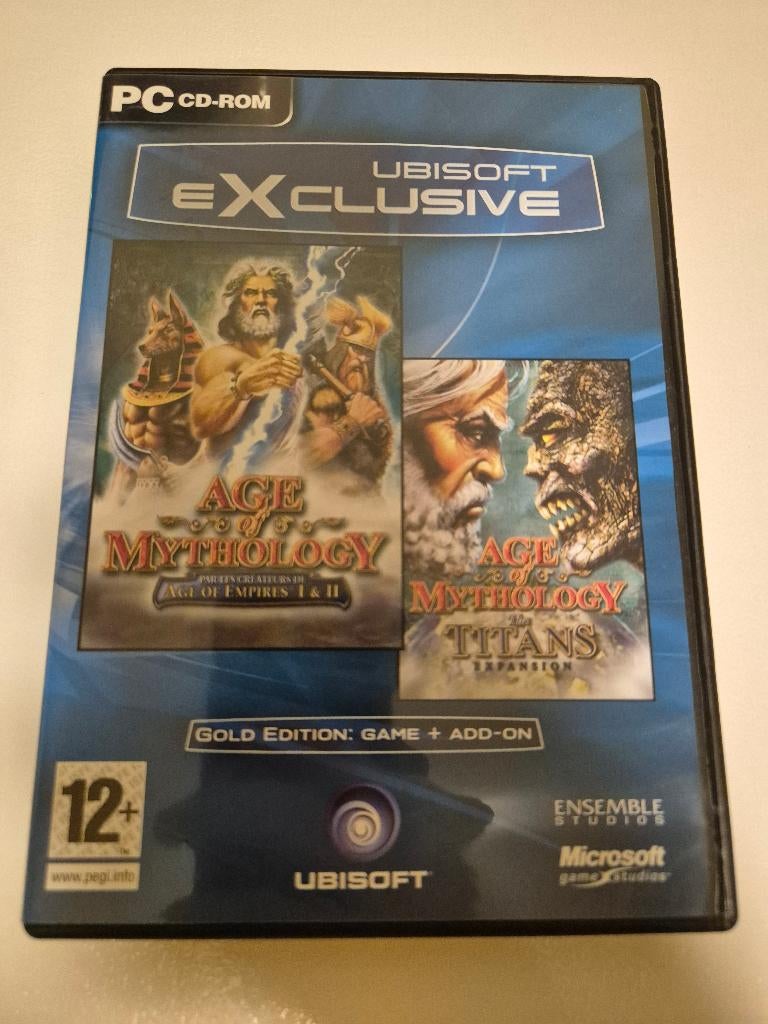 PC CD-ROM
UBISOFT
eXCLUSIVE
AGE
of
MYTHOLOGY
PAR LES CRÉATEURS DE
AGE OF EMPIRES I & II
AGE
of
MYTHOLOGY
The
TITANS
EXPANSION
GOLD EDITION: GAME + ADD-ON
12+
www.pegi.info
UBISOFT
ENSEMBLE
STUDIOS
Microsoft
game studios